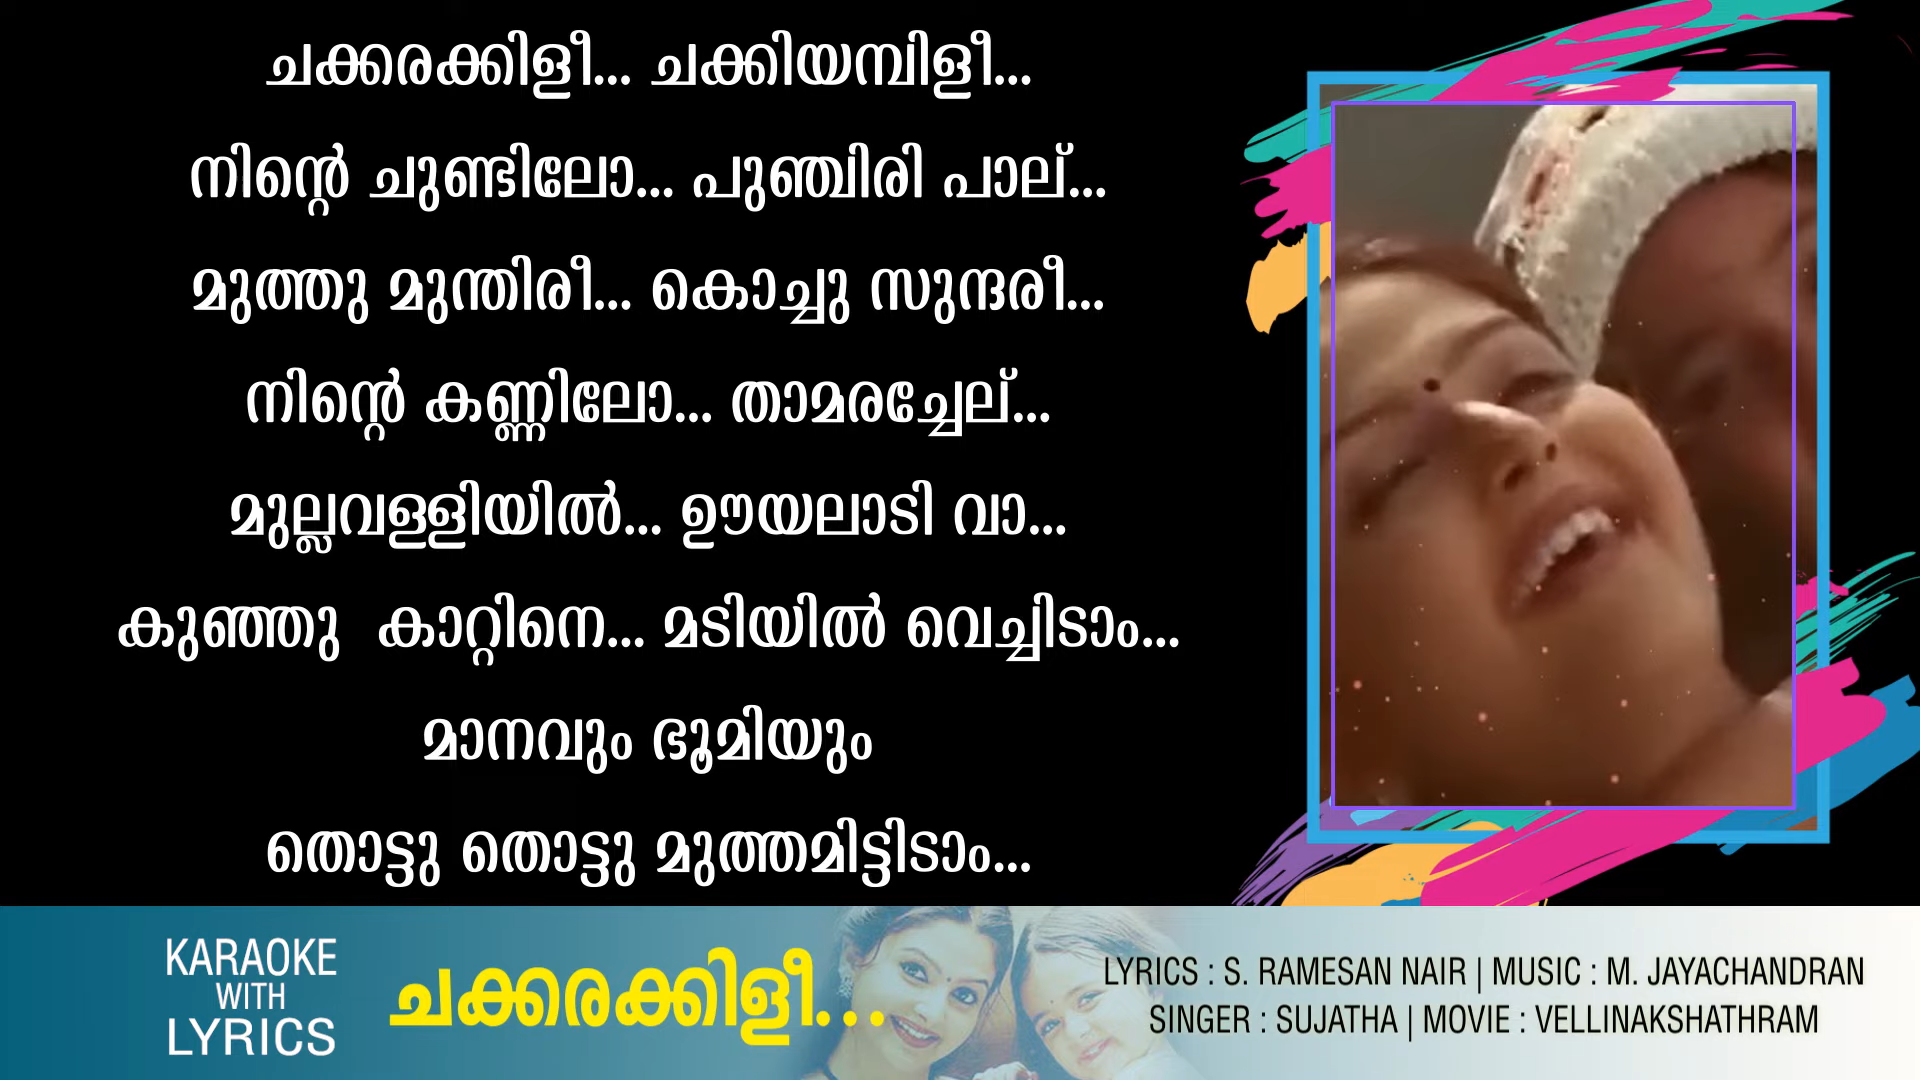 ചക്കരക്കിളീ... ചക്കിയമ്പിളീ...
നിന്റെ ചുണ്ടിലോ... പുഞ്ചിരി പാല്...
മുത്തു മുന്തിരീ... കൊച്ചു സുന്ദരീ...
നിന്റെ കണ്ണിലോ... താമരച്ചേല്...
മുല്ലവള്ളിയിൽ... ഊയലാടി വാ...
കുഞ്ഞു കാറ്റിനെ... മടിയിൽ വെച്ചിടാം...
മാനവും ഭൂമിയും
തൊട്ടു തൊട്ടു മുത്തമിട്ടിടാം...
KARAOKE
WITH
LYRICS
ചക്കരക്കിളീ...
LYRICS : S. RAMESAN NAIR | MUSIC : M. JAYACHANDRAN
SINGER : SUJATHA | MOVIE : VELLINAKSHATHRAM